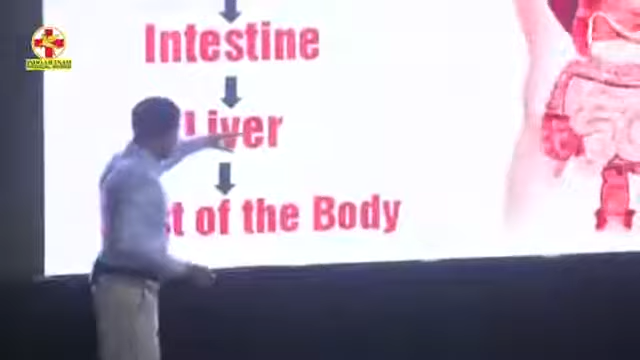 Intestine
Liver
of the Body